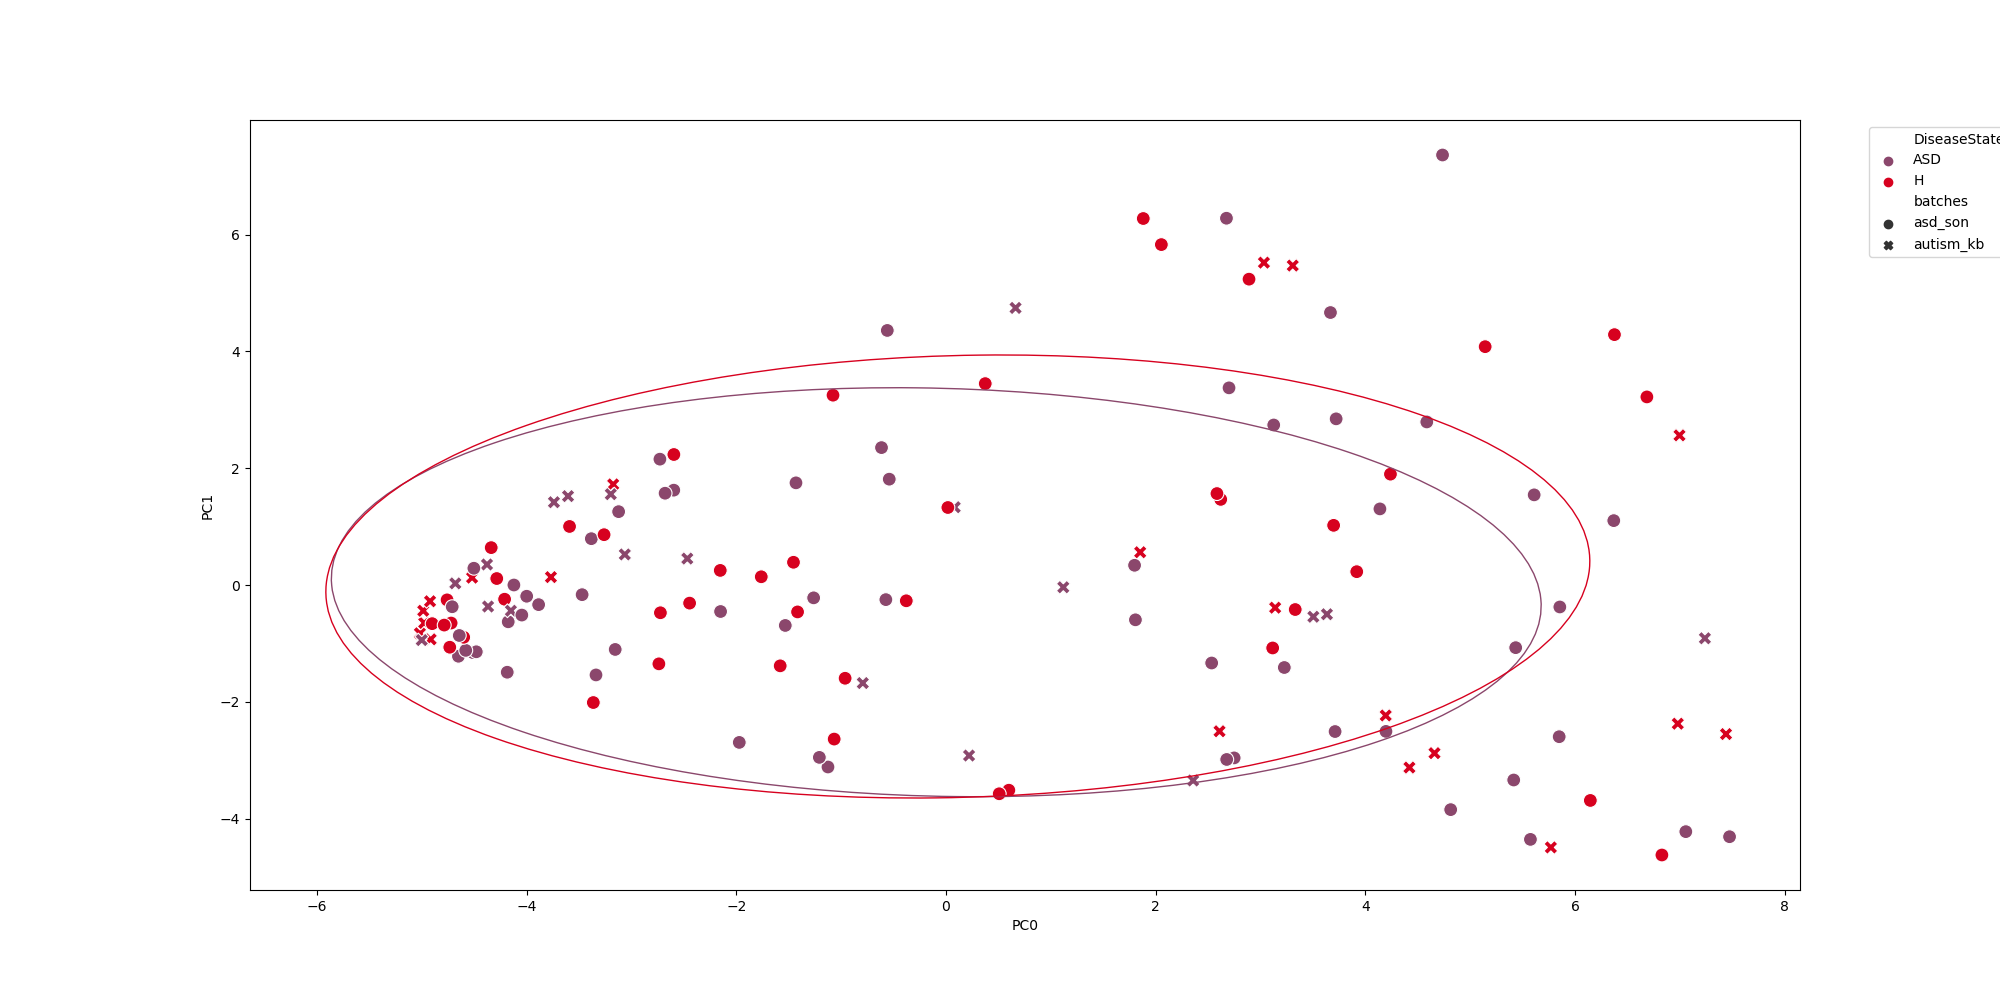 DiseaseState
ASD
H
batches
asd_son
autism_kb
6
4
2
0
−2
−4
PC1
−6 −4 −2 0 2 4 6 8
PC0